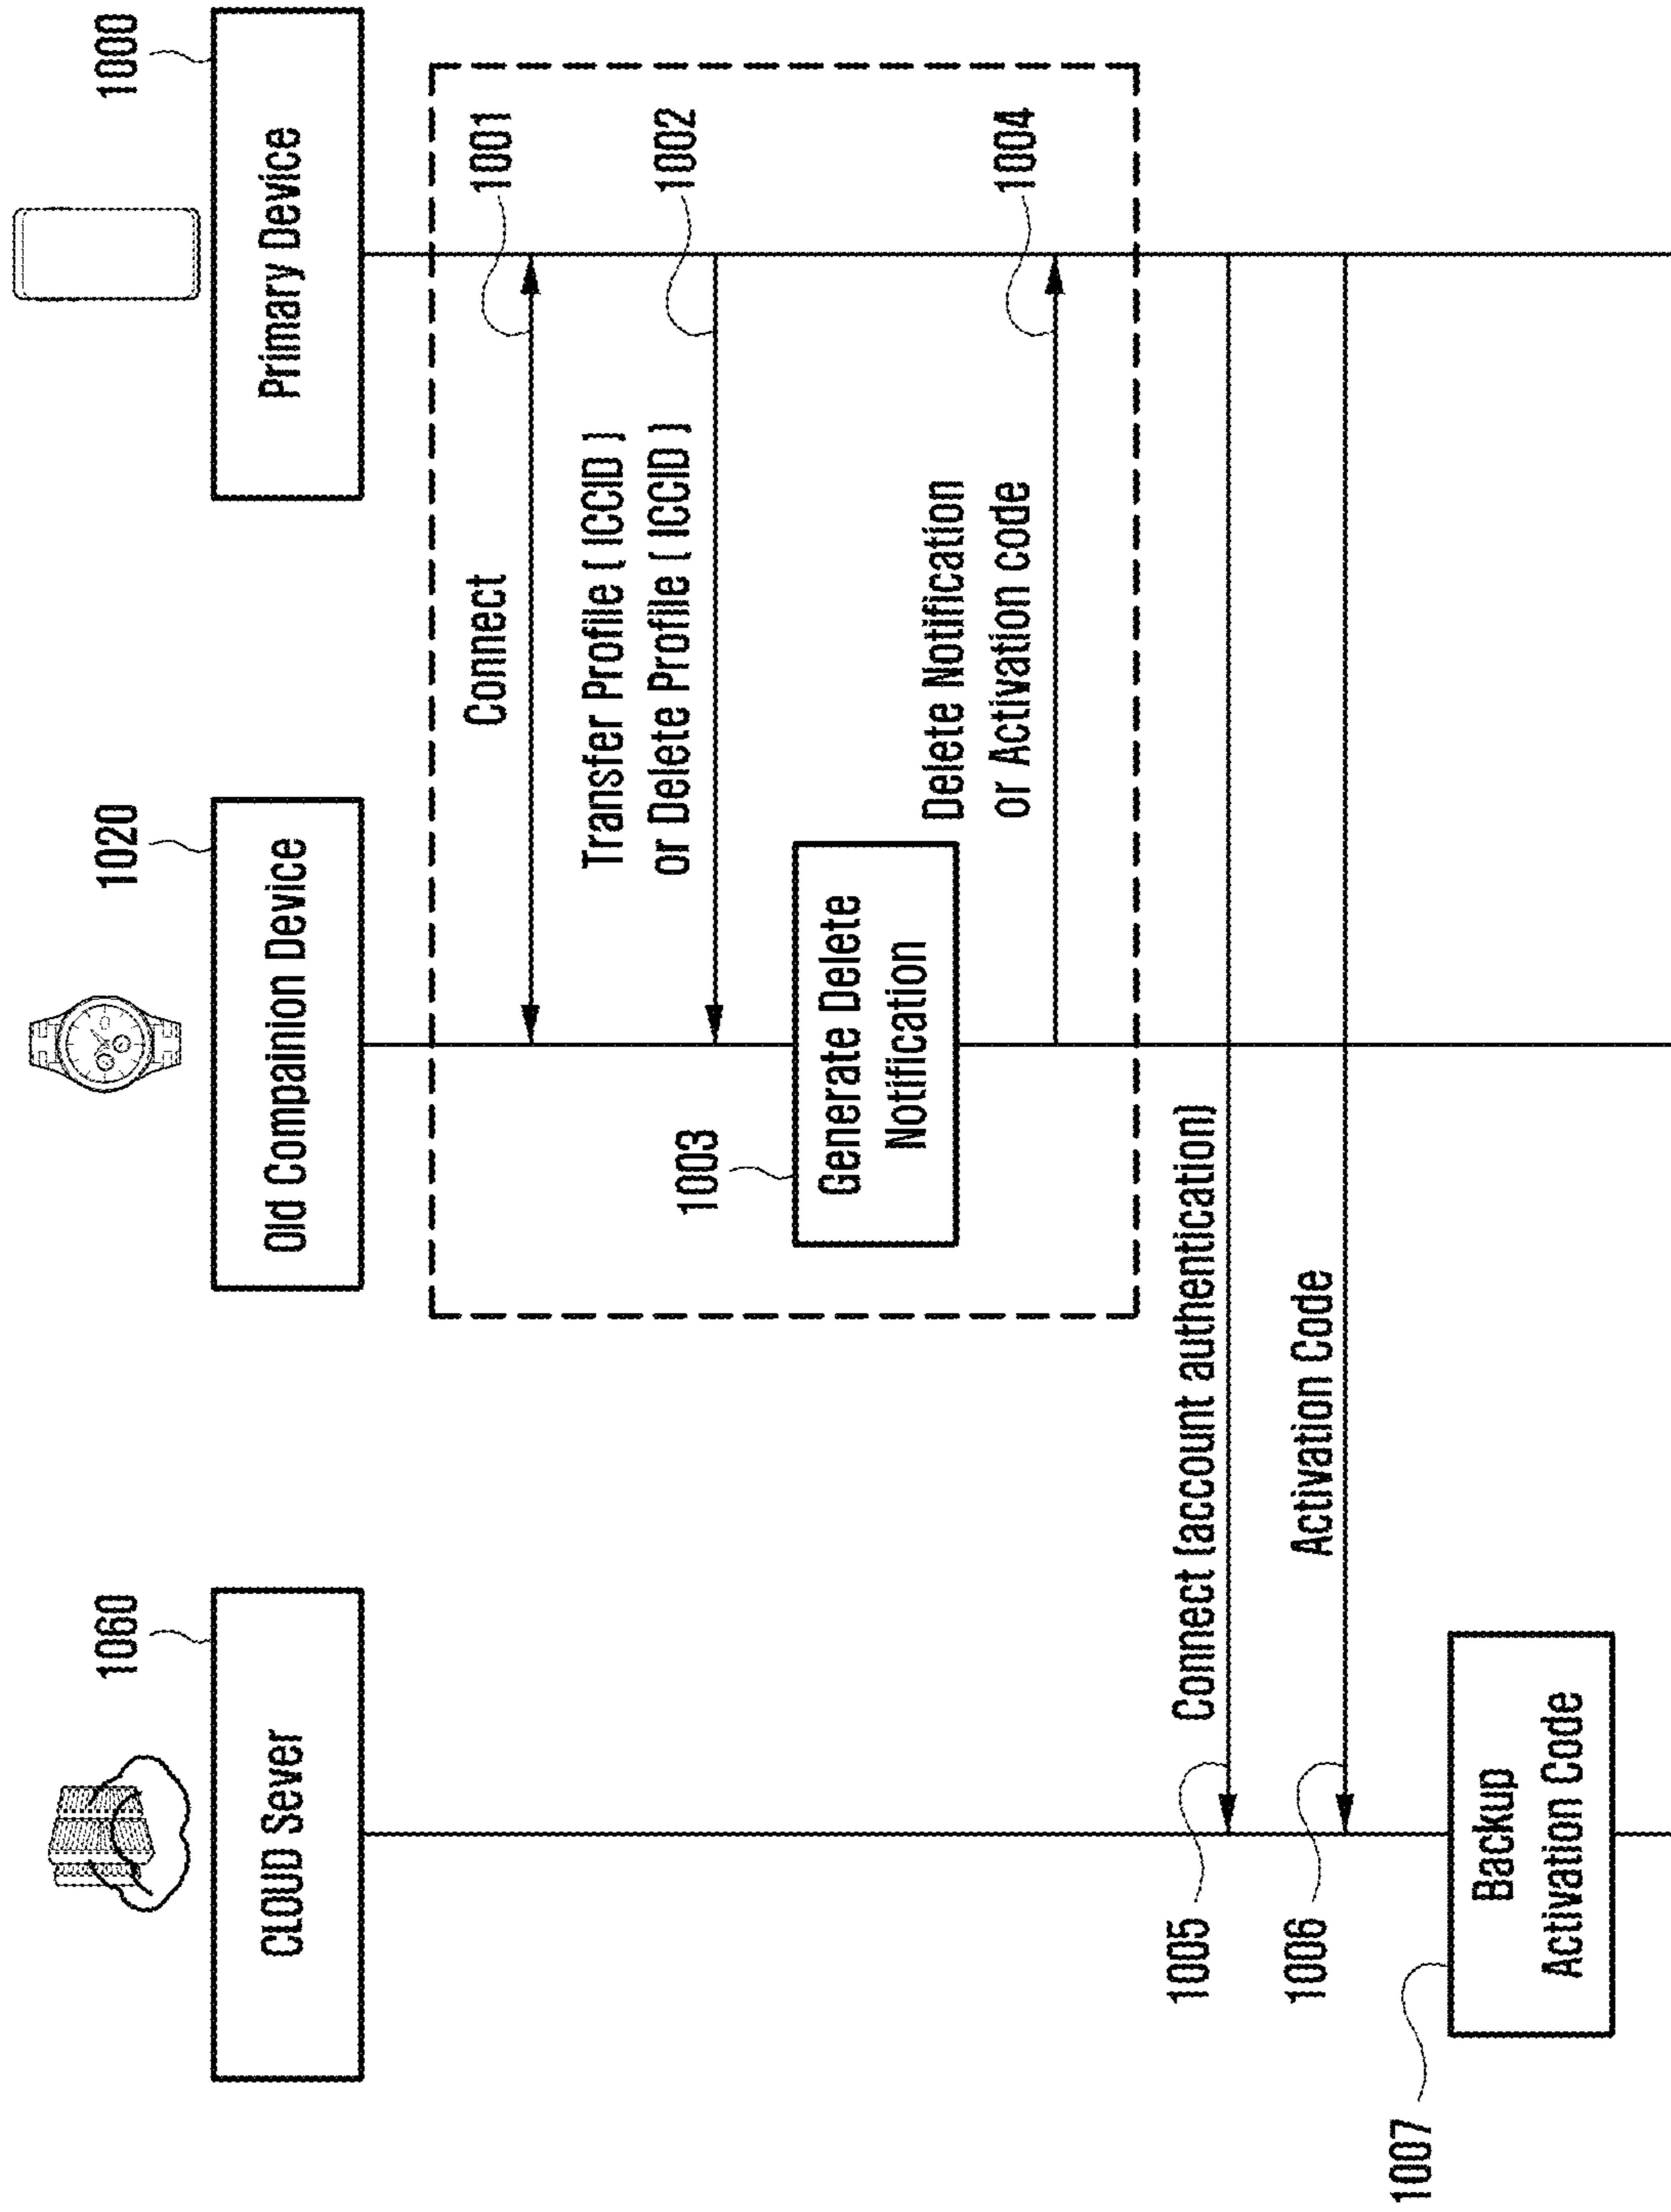 1060
CLOUD Sever
1020
Old Compainion Device
1000
Primary Device
Connect
1001
Transfer Profile ( ICCID )
or Delete Profile ( ICCID )
1002
1003
Generate Delete
Notification
Delete Notification
or Activation code
1004
1005
Connect (account authentication)
1006
Activation Code
1007
Backup
Activation Code